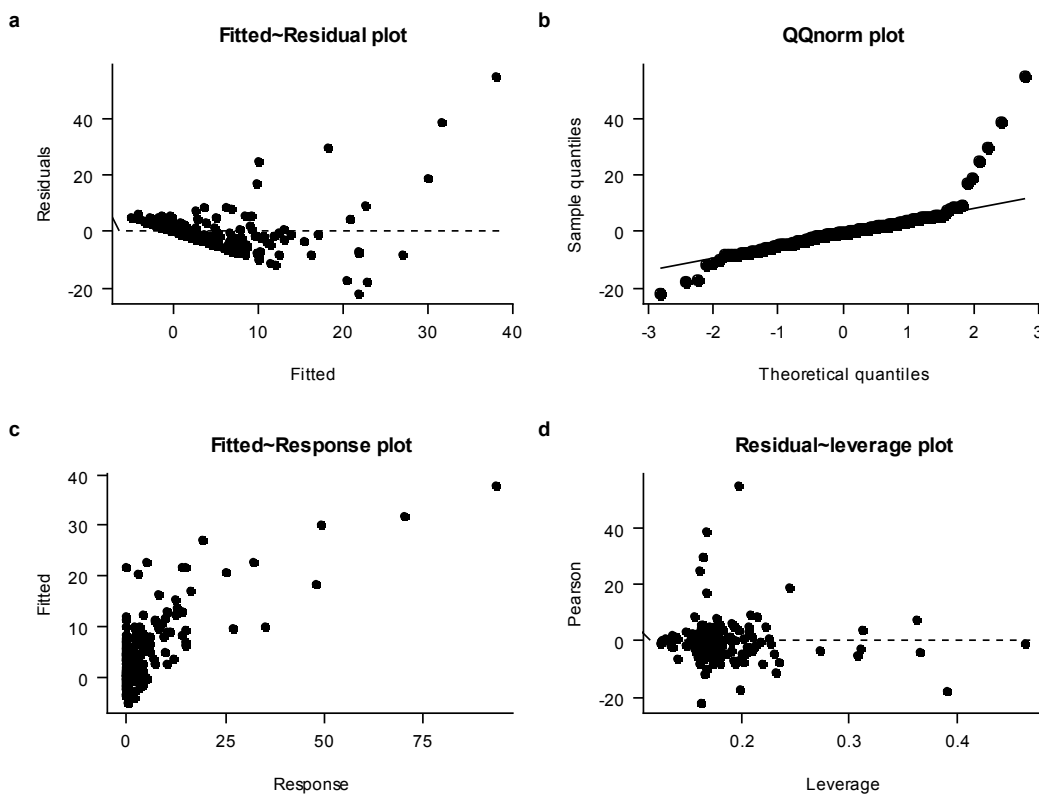 a
Fitted~Residual plot
Residuals
40
20
0
-20
0 10 20 30 40
Fitted
b
QQnorm plot
Sample quantiles
40
20
0
-20
-3 -2 -1 0 1 2 3
Theoretical quantiles
c
Fitted~Response plot
Fitted
40
30
20
10
0
0 25 50 75
Response
d
Residual~leverage plot
Pearson
40
20
0
-20
0.2 0.3 0.4
Leverage